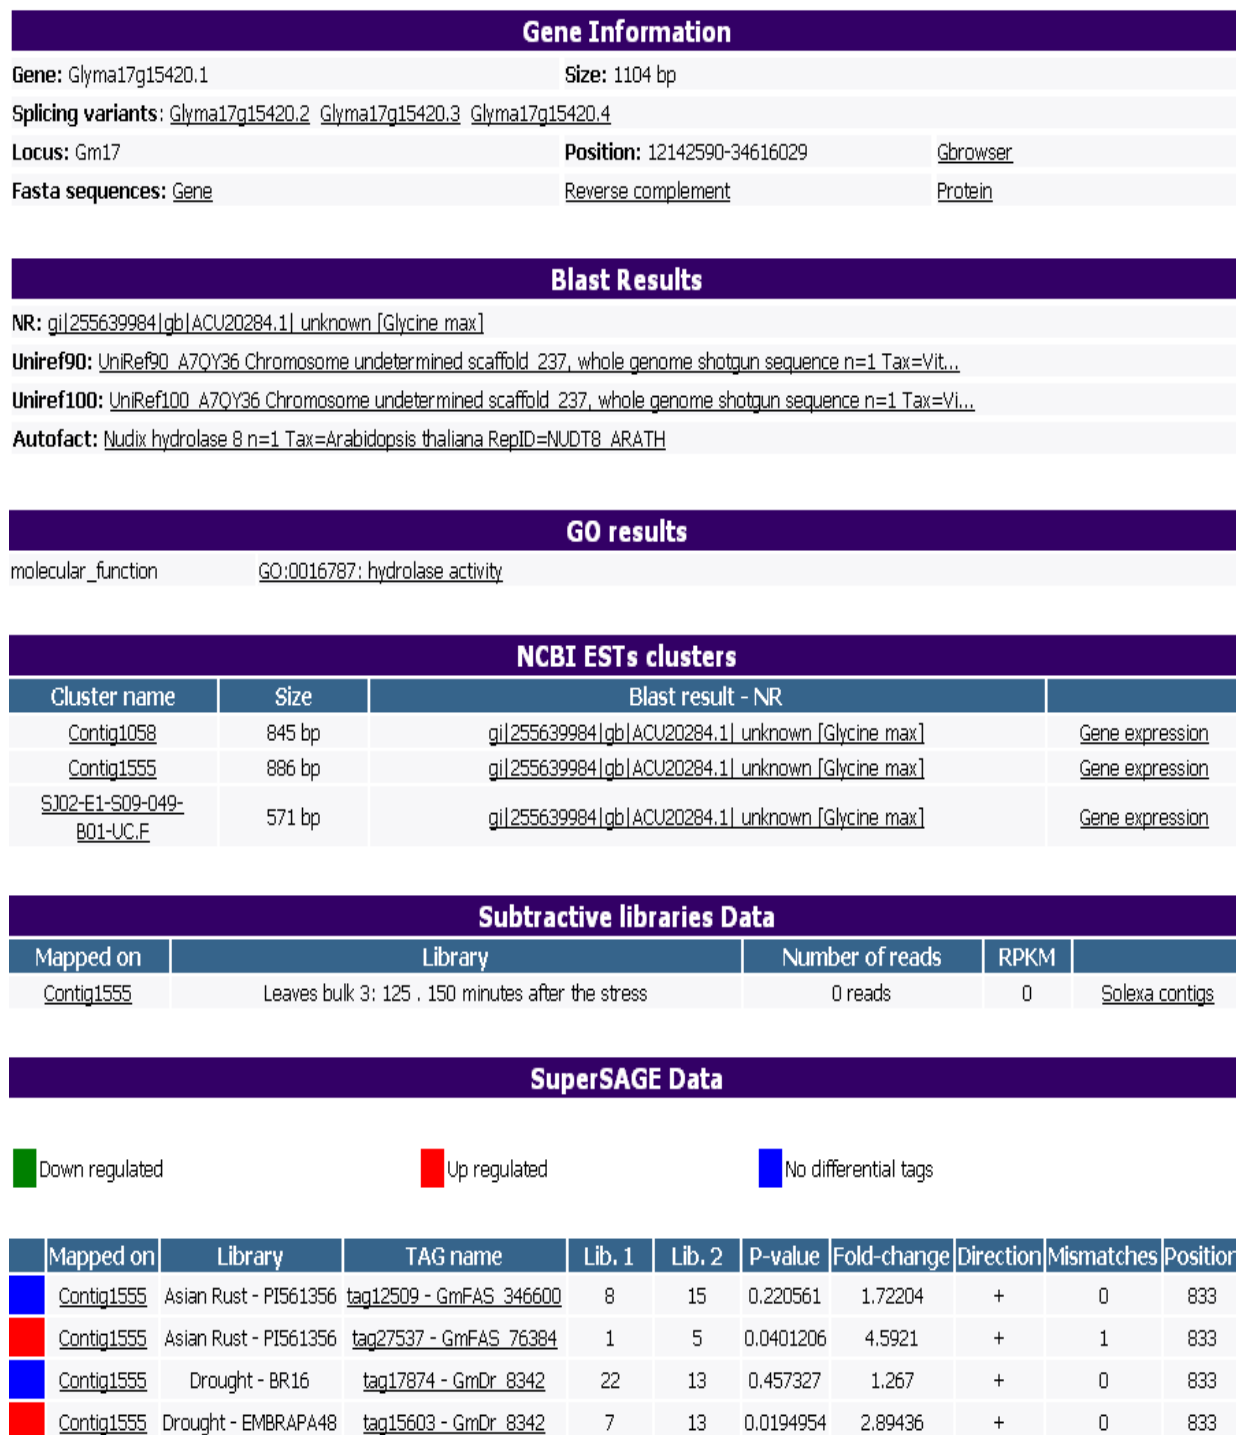 Gene Information
Gene: Glyma17g15420.1 Size: 1104 bp
Splicing variants: Glyma17g15420.2 Glyma17g15420.3 Glyma17g15420.4
Locus: Gm17 Position: 12142590-34616029 Gbrowser
Fasta sequences: Gene Reverse complement Protein
Blast Results
NR: gi|255639984|gb|ACU20284.1| unknown [Glycine max]
Uniref90: UniRef90_A7QY36 Chromosome undetermined scaffold_237, whole genome shotgun sequence n=1 Tax=Vit...
Uniref100: UniRef100_A7QY36 Chromosome undetermined scaffold_237, whole genome shotgun sequence n=1 Tax=Vi...
Autofact: Nudix hydrolase 8 n=1 Tax=Arabidopsis thaliana RepID=NUDT8_ARATH
GO results
molecular_function GO:0016787: hydrolase activity
NCBI ESTs clusters
Cluster name Size Blast result - NR
Contig1058 845 bp gi|255639984|gb|ACU20284.1| unknown [Glycine max] Gene expression
Contig1555 886 bp gi|255639984|gb|ACU20284.1| unknown [Glycine max] Gene expression
SJ02-E1-S09-049-
B01-UC.F 571 bp gi|255639984|gb|ACU20284.1| unknown [Glycine max] Gene expression
Subtractive libraries Data
Mapped on Library Number of reads RPKM
Contig1555 Leaves bulk 3: 125 . 150 minutes after the stress 0 reads 0 Solexa contigs
SuperSAGE Data
Down regulated Up regulated No differential tags
Mapped on Library TAG name Lib. 1 Lib. 2 P-value Fold-change Direction Mismatches Position
Contig1555 Asian Rust - PI561356 tag12509 - GmFAS_346600 8 15 0.220561 1.72204 + 0 833
Contig1555 Asian Rust - PI561356 tag27537 - GmFAS_76384 1 5 0.0401206 4.5921 + 1 833
Contig1555 Drought - BR16 tag17874 - GmDr_8342 22 13 0.457327 1.267 + 0 833
Contig1555 Drought - EMBRAPA48 tag15603 - GmDr_8342 7 13 0.0194954 2.89436 + 0 833